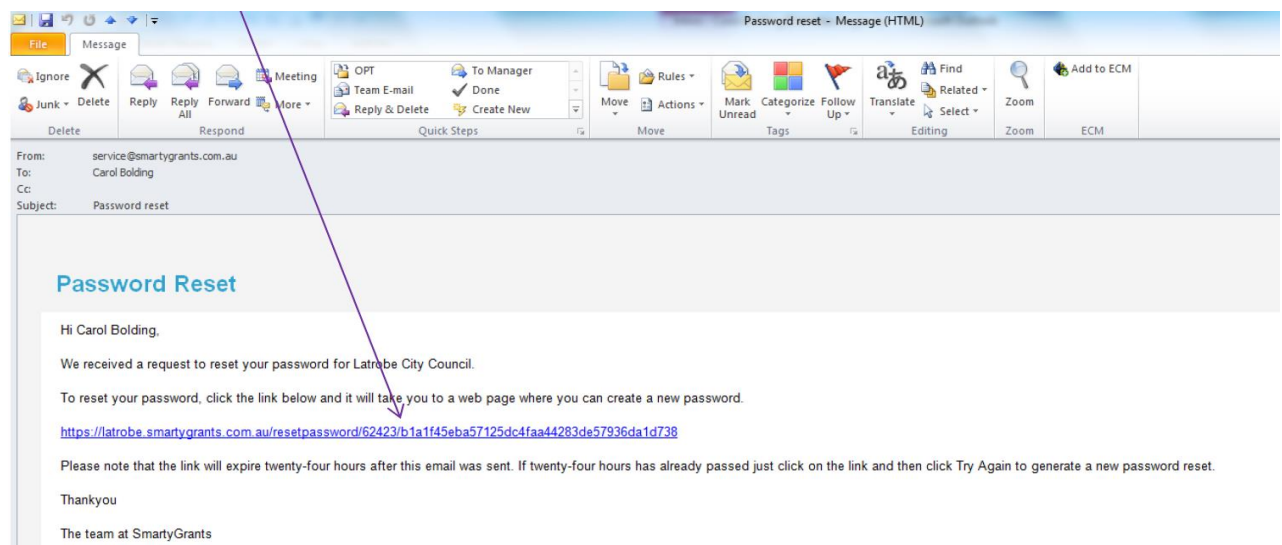 Password reset - Message (HTML)
File Message
Ignore
Junk
Delete
Reply
Reply All
Forward
Meeting
More
OPT
Team E-mail
Reply & Delete
To Manager
Done
Create New
Move
Rules
Actions
Mark Unread
Categorize
Follow Up
Translate
Find
Related
Select
Zoom
Add to ECM
Delete Respond Quick Steps Move Tags Editing Zoom ECM
From: service@smartygrants.com.au
To: Carol Bolding
Cc:
Subject: Password reset
Password Reset
Hi Carol Bolding,
We received a request to reset your password for Latrobe City Council.
To reset your password, click the link below and it will take you to a web page where you can create a new password.
https://latrobe.smartygrants.com.au/resetpassword/62423/b1a1f45eba57125dc4faa44283de57936da1d738
Please note that the link will expire twenty-four hours after this email was sent. If twenty-four hours has already passed just click on the link and then click Try Again to generate a new password reset.
Thankyou
The team at SmartyGrants